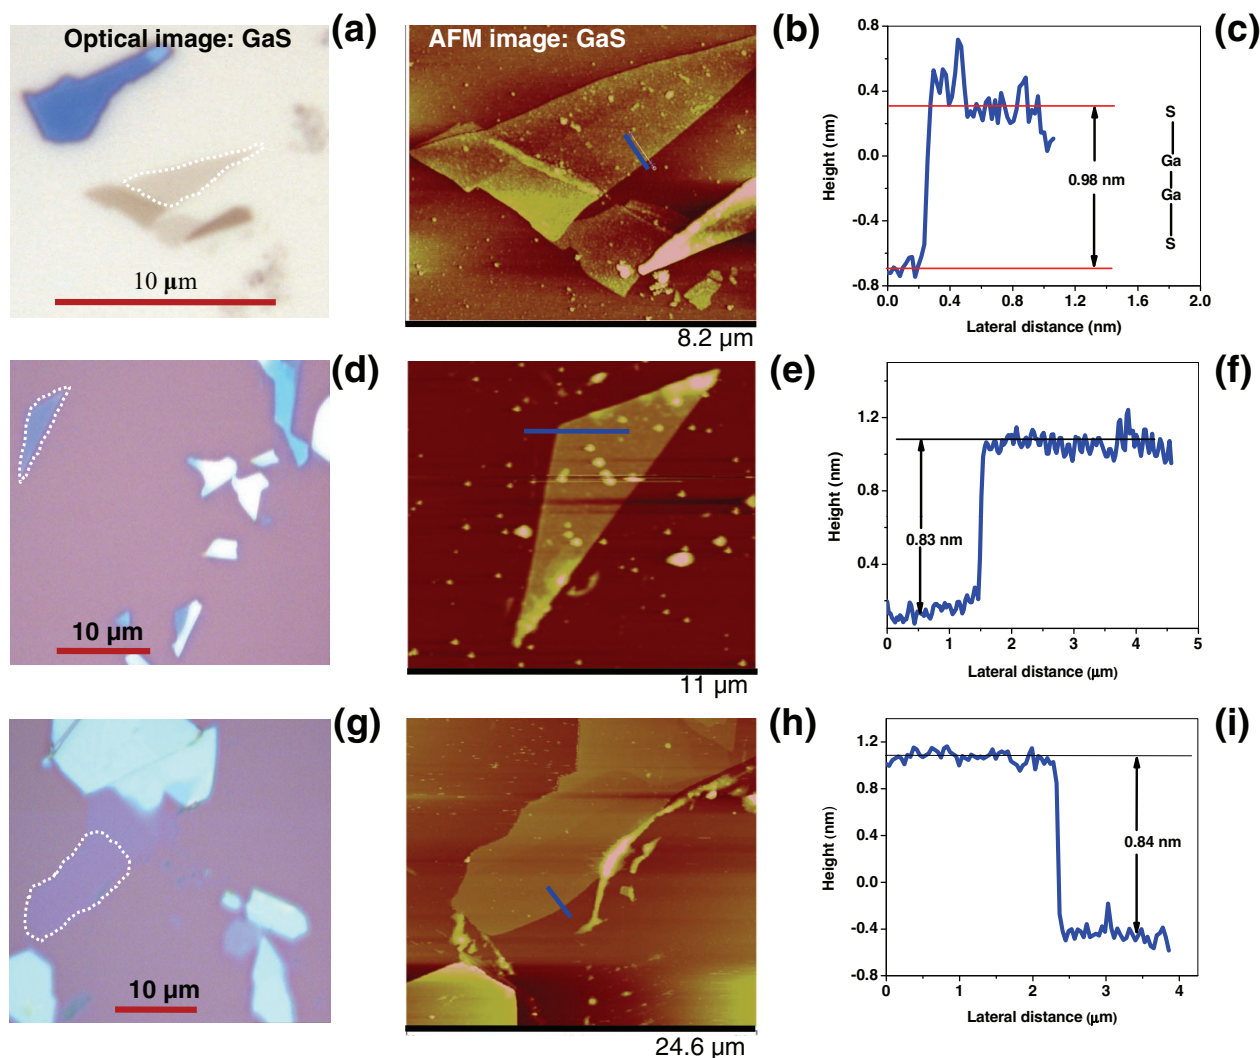 Optical image: GaS
(a)
10 μm
AFM image: GaS
(b)
8.2 μm
(c)
0.8
0.4
0.0
-0.4
-0.8
Height (nm)
0.98 nm
S
Ga
Ga
S
0.0 0.4 0.8 1.2 1.6 2.0
Lateral distance (nm)
(d)
10 μm
(e)
11 μm
(f)
1.2
0.8
0.4
Height (nm)
0.83 nm
0 1 2 3 4 5
Lateral distance (μm)
(g)
10 μm
(h)
24.6 μm
(i)
1.2
0.8
0.4
0.0
-0.4
-0.8
Height (nm)
0.84 nm
0 1 2 3 4
Lateral distance (μm)